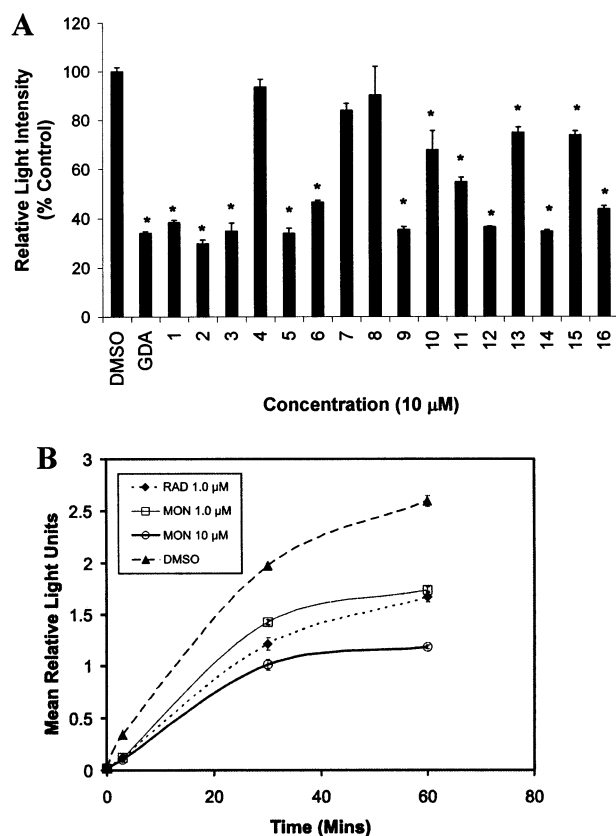 A
Relative Light Intensity
(% Control)
120
100
80
60
40
20
0
* * * * * * * * * * * * * *
DMSO
GDA
1
2
3
4
5
6
7
8
9
10
11
12
13
14
15
16
Concentration (10 µM)
B
Mean Relative Light Units
3
2.5
2
1.5
1
0.5
0
RAD 1.0 µM
MON 1.0 µM
MON 10 µM
DMSO
0 20 40 60 80
Time (Mins)